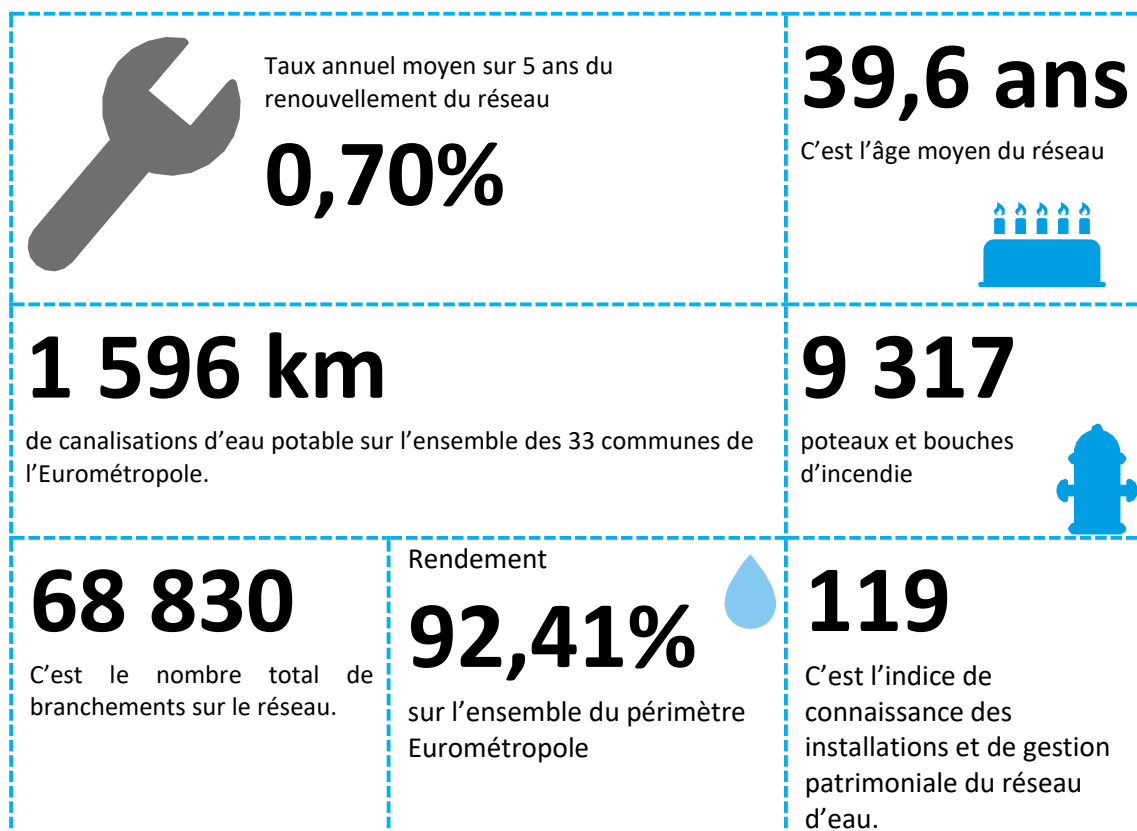 Taux annuel moyen sur 5 ans du
renouvellement du réseau
0,70%
39,6 ans
C'est l'âge moyen du réseau
1 596 km
de canalisations d'eau potable sur l'ensemble des 33 communes de
l'Eurométropole.
9 317
poteaux et bouches
d'incendie
68 830
C'est le nombre total de
branchements sur le réseau.
Rendement
92,41%
sur l'ensemble du périmètre
Eurométropole
119
C'est l'indice de
connaissance des
installations et de gestion
patrimoniale du réseau
d'eau.